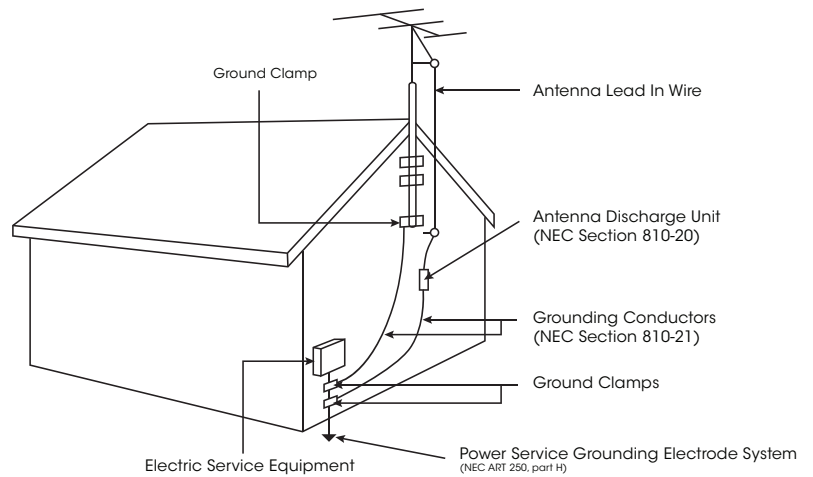 Ground Clamp
Antenna Lead In Wire
Antenna Discharge Unit
(NEC Section 810-20)
Grounding Conductors
(NEC Section 810-21)
Ground Clamps
Power Service Grounding Electrode System
(NEC ART 250, part H)
Electric Service Equipment